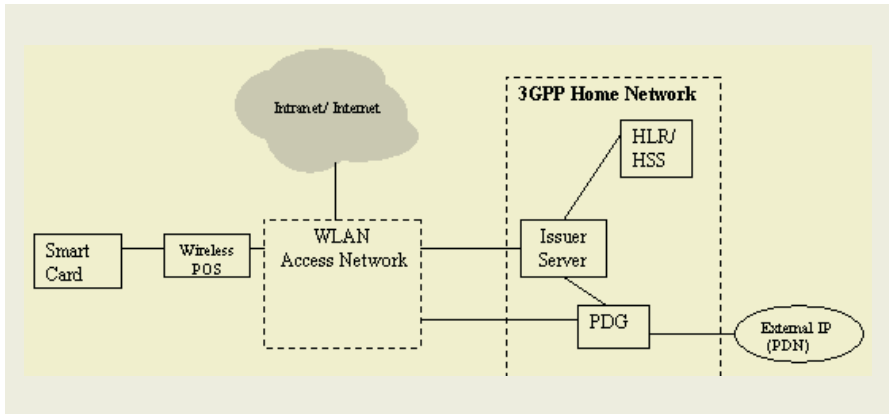 3GPP Home Network
Intranet/ Internet
HLR/
HSS
WLAN
Access Network
Issuer
Server
Smart
Card
Wireless
POS
PDG
External IP
(PDN)